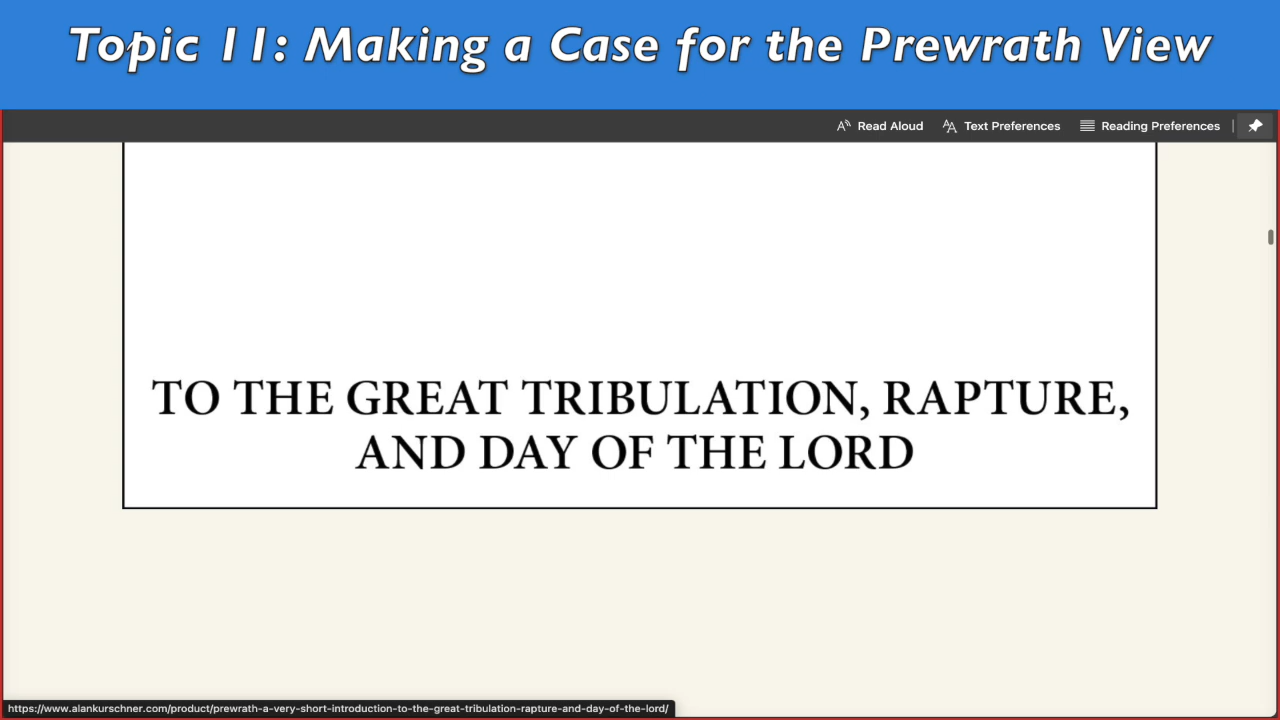 Topic 11: Making a Case for the Prewrath View
Read Aloud
Text Preferences
Reading Preferences
TO THE GREAT TRIBULATION, RAPTURE,
AND DAY OF THE LORD
https://www.alankurschner.com/product/prewrath-a-very-short-introduction-to-the-great-tribulation-rapture-and-day-of-the-lord/